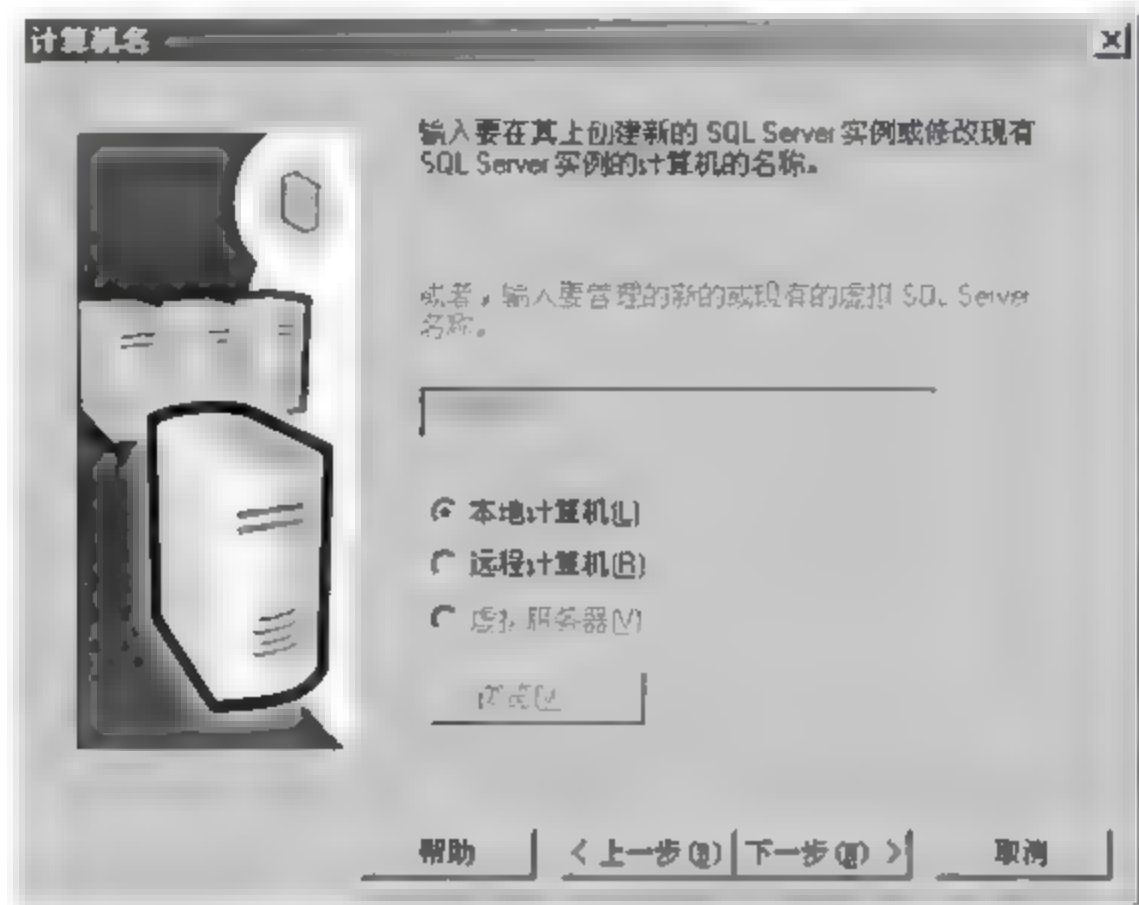 计算机名
输入要在其上创建新的 SQL Server 实例或修改现有
SQL Server 实例的计算机的名称。
或者，输入要管理的新的或现有的虚拟 SQL Server
名称。
本地计算机(L)
远程计算机(R)
虚拟服务器(V)
帮助
< 上一步(B)
下一步(N) >
取消